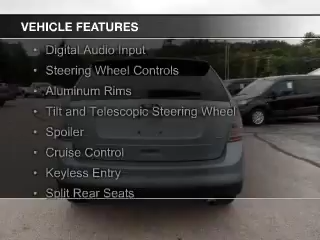 VEHICLE FEATURES
• Digital Audio Input
• Steering Wheel Controls
• Aluminum Rims
• Tilt and Telescopic Steering Wheel
• Spoiler
• Cruise Control
• Keyless Entry
• Split Rear Seats